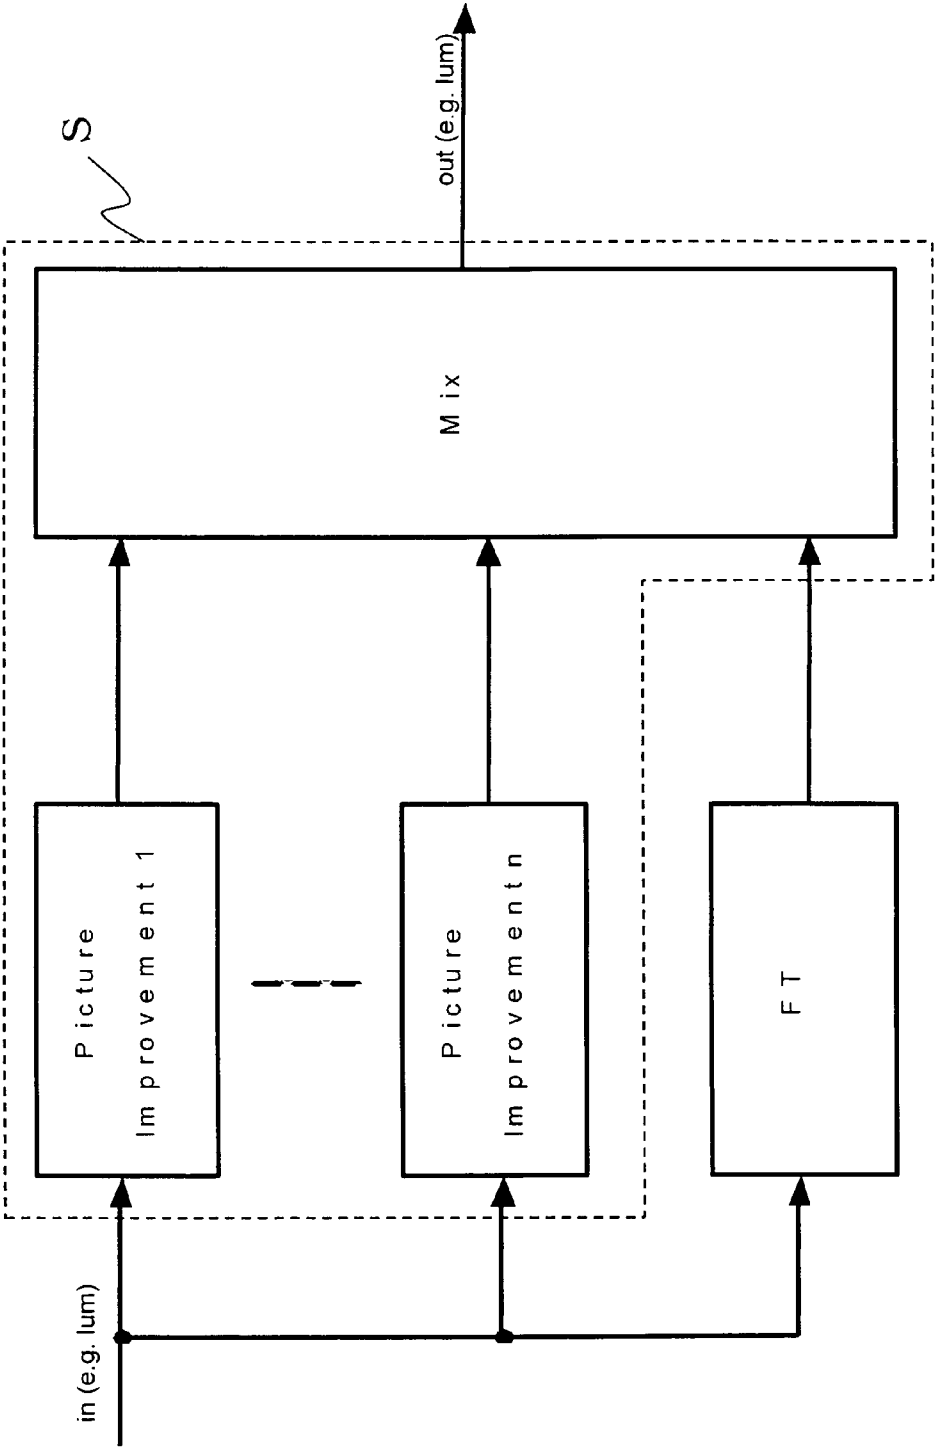 in (e.g. lum)
Picture
Improvement 1
Picture
Improvement n
FT
Mix
S
out (e.g. lum)